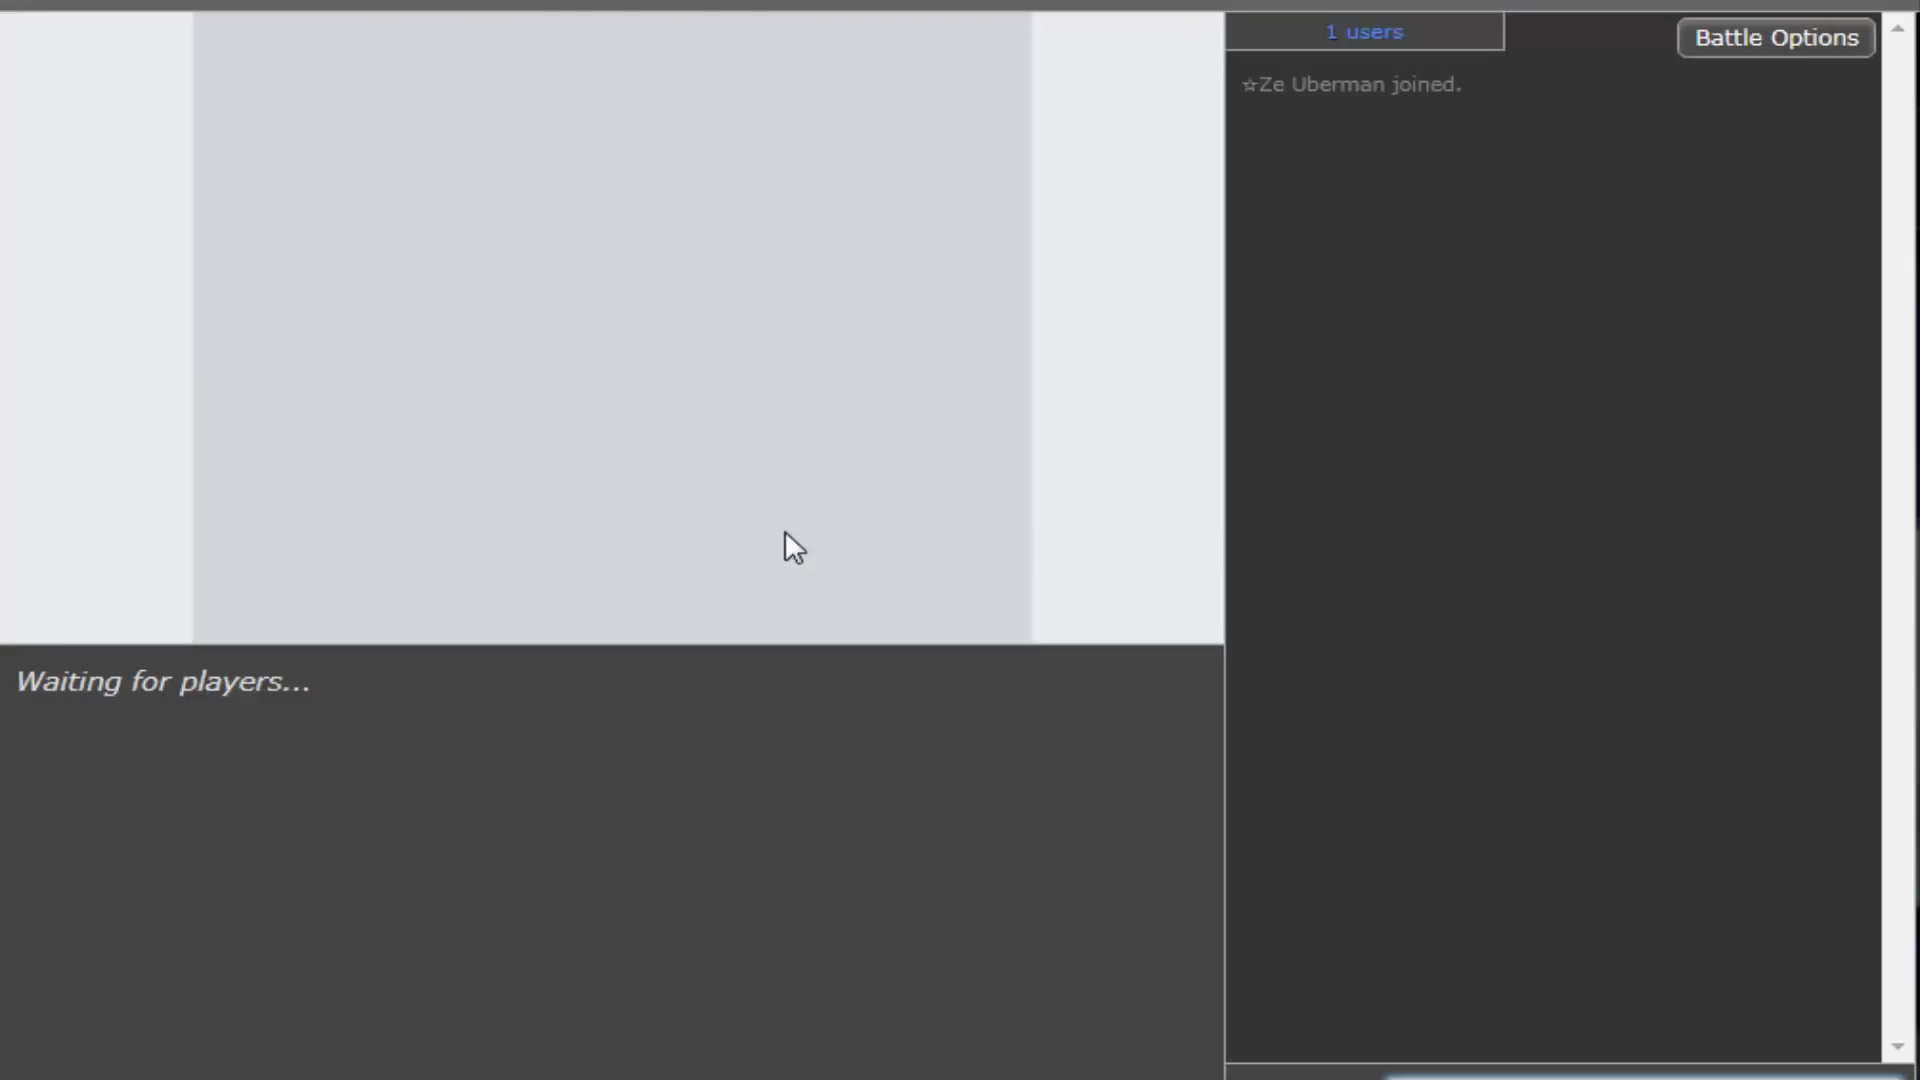 1 users
Battle Options
☆Ze Uberman joined.
Waiting for players...